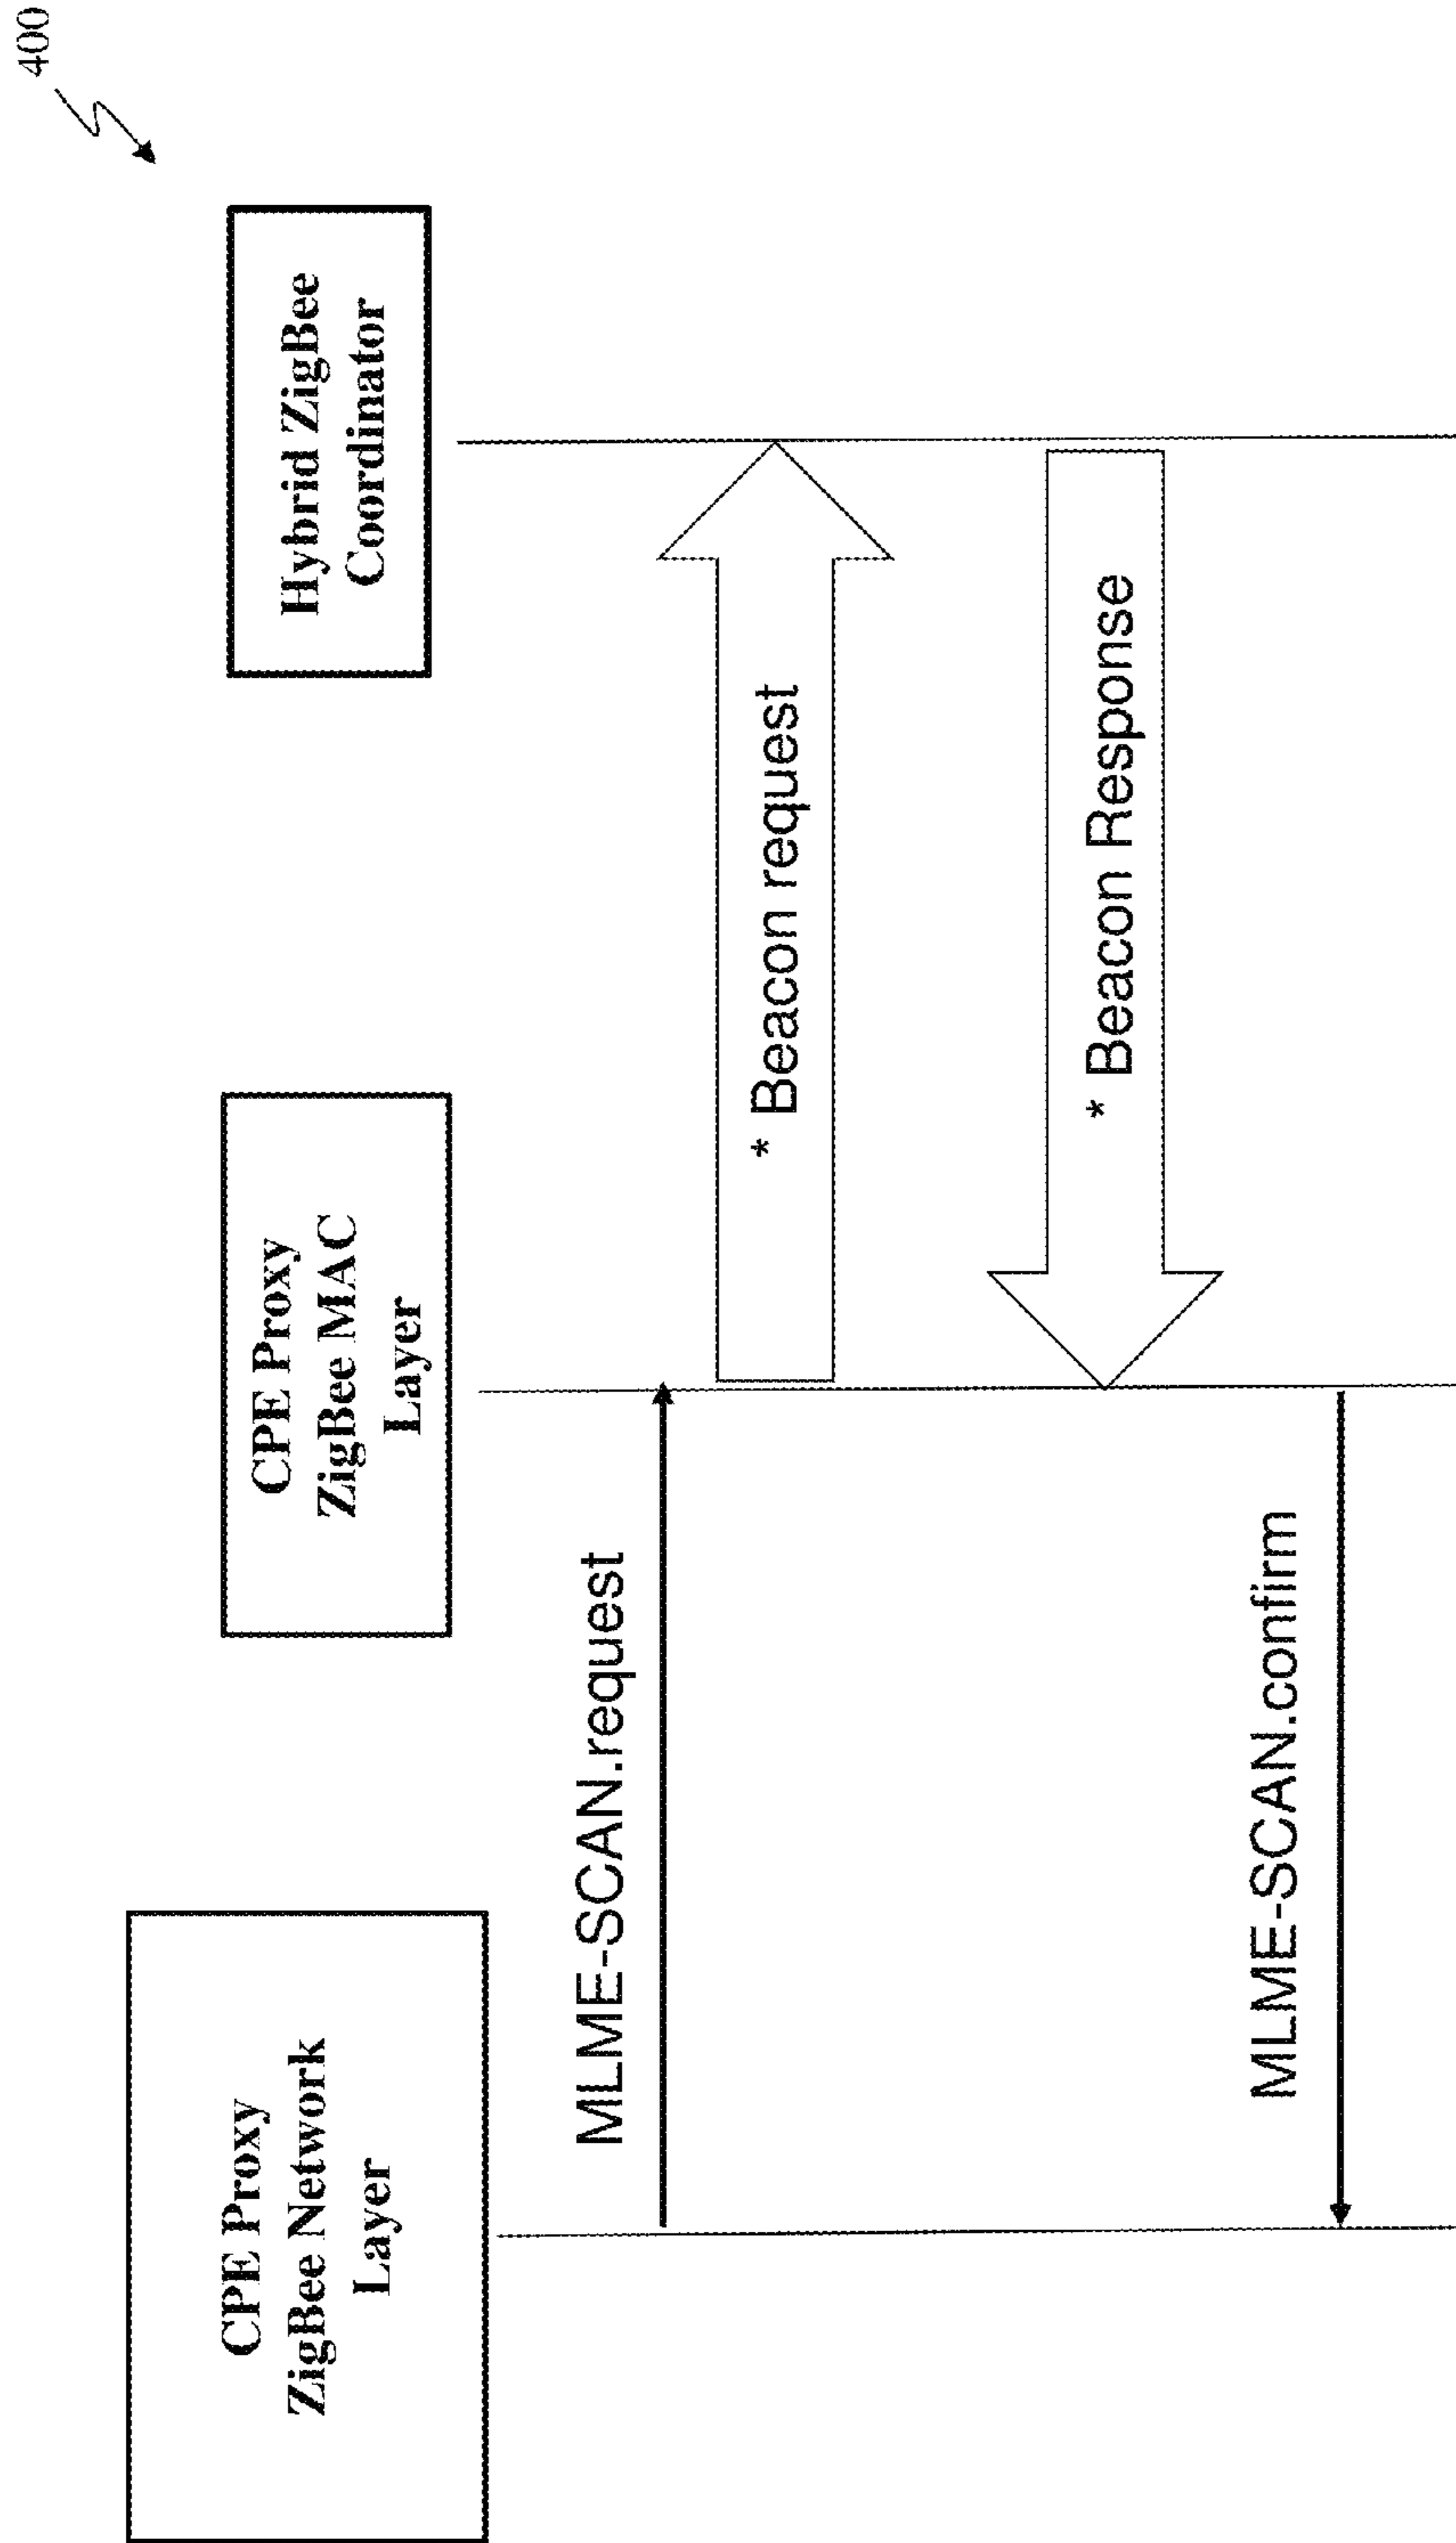 400
CPE Proxy
ZigBee Network
Layer
CPE Proxy
ZigBee MAC
Layer
Hybrid ZigBee
Coordinator
MLME-SCAN.request
* Beacon request
* Beacon Response
MLME-SCAN.confirm